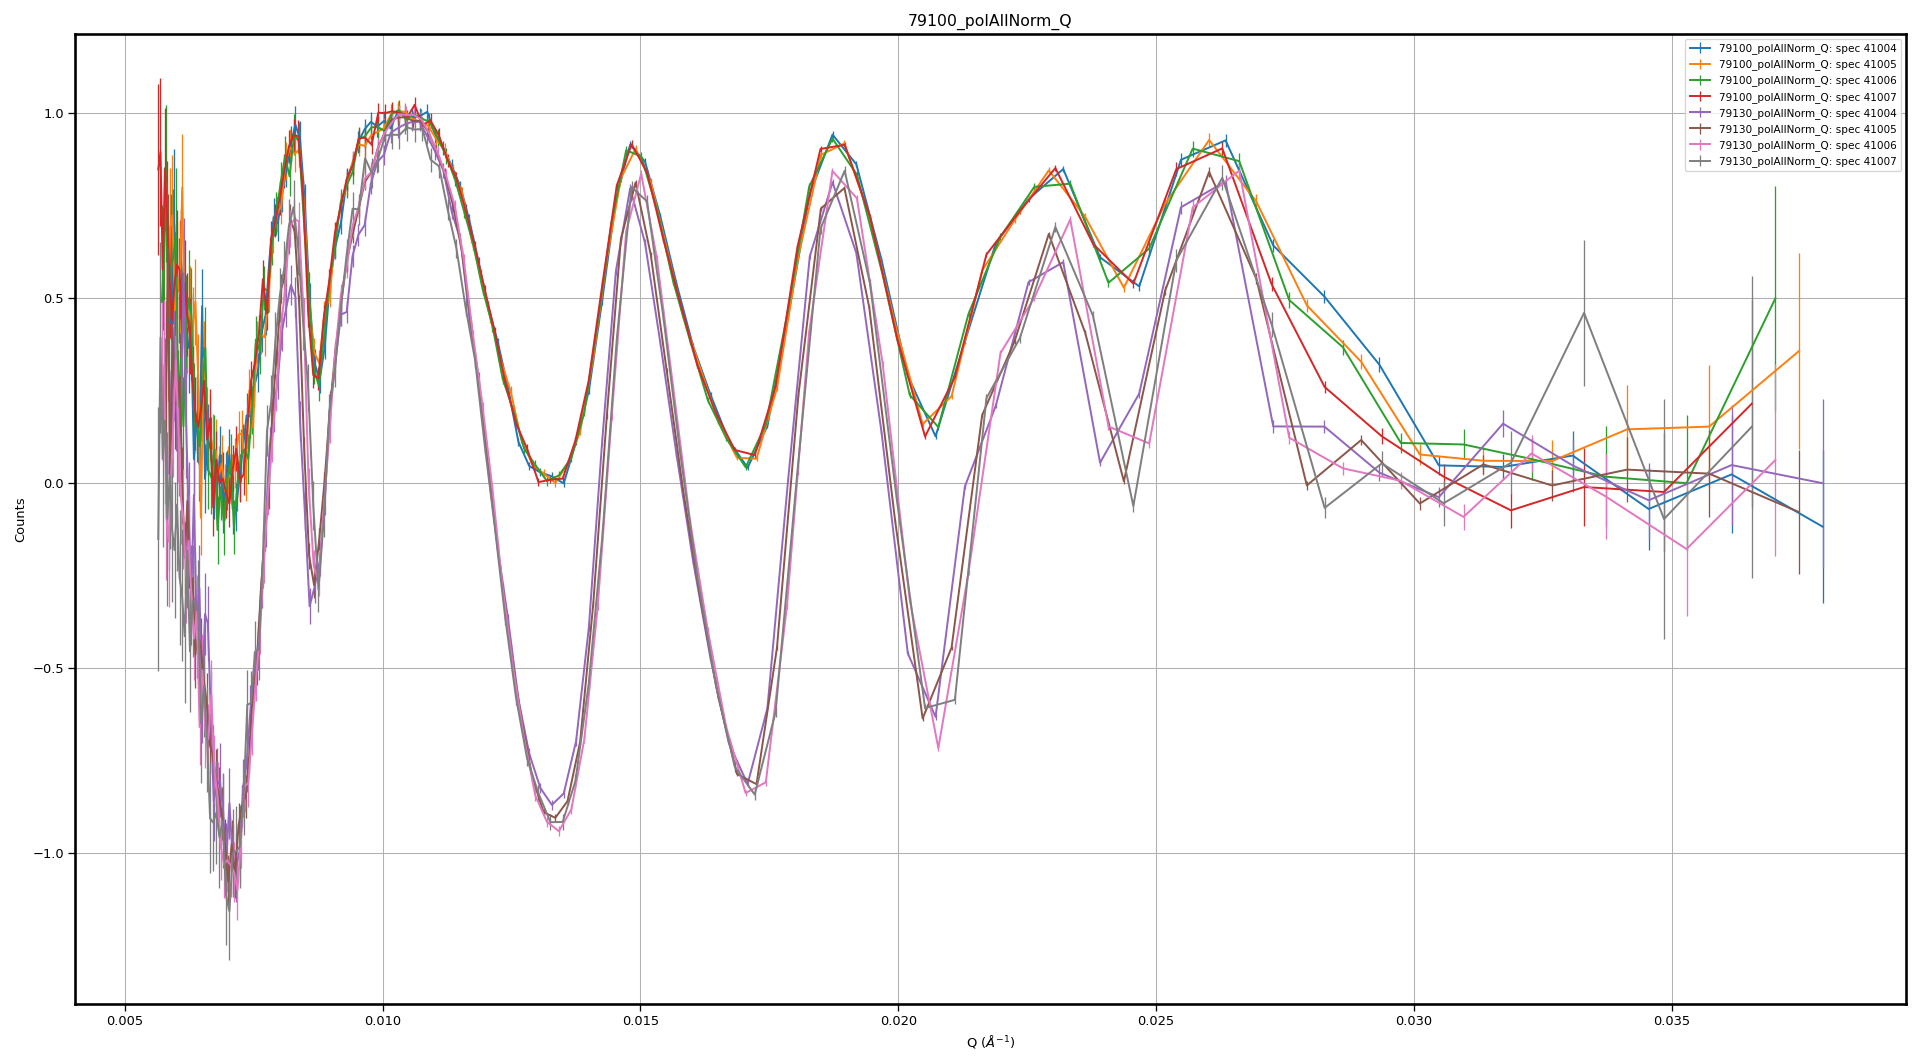 79100_polAllNorm_Q
79100_polAllNorm_Q: spec 41004
79100_polAllNorm_Q: spec 41005
79100_polAllNorm_Q: spec 41006
79100_polAllNorm_Q: spec 41007
79130_polAllNorm_Q: spec 41004
79130_polAllNorm_Q: spec 41005
79130_polAllNorm_Q: spec 41006
79130_polAllNorm_Q: spec 41007
1.0
0.5
0.0
−0.5
−1.0
Counts
0.005 0.010 0.015 0.020 0.025 0.030 0.035
Q (Å⁻¹)